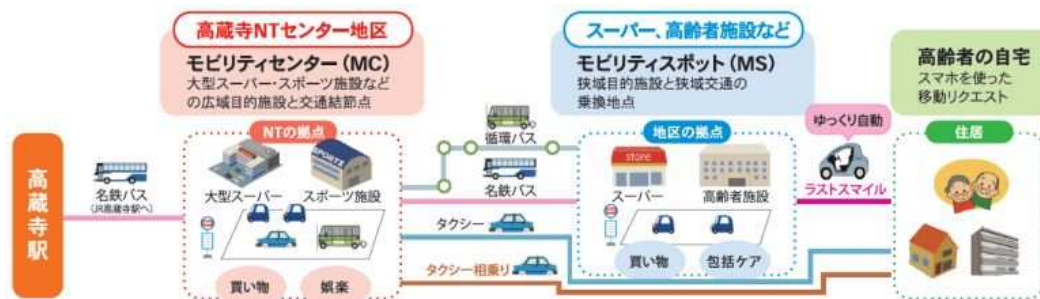 高蔵寺NTセンター地区
モビリティセンター（MC）
大型スーパー・スポーツ施設など
の広域目的施設と交通結節点
スーパー、高齢者施設など
モビリティスポット（MS）
狭域目的施設と狭域交通の
乗換地点
高齢者の自宅
スマホを使った
移動リクエスト
高蔵寺駅
名鉄バス
（JR高蔵寺駅へ）
NTの拠点
SPORTS
大型スーパー
スポーツ施設
買い物
娯楽
循環バス
名鉄バス
タクシー
タクシー相乗り
地区の拠点
store
スーパー
高齢者施設
買い物
包括ケア
ゆっくり自動
ラストスマイル
住居